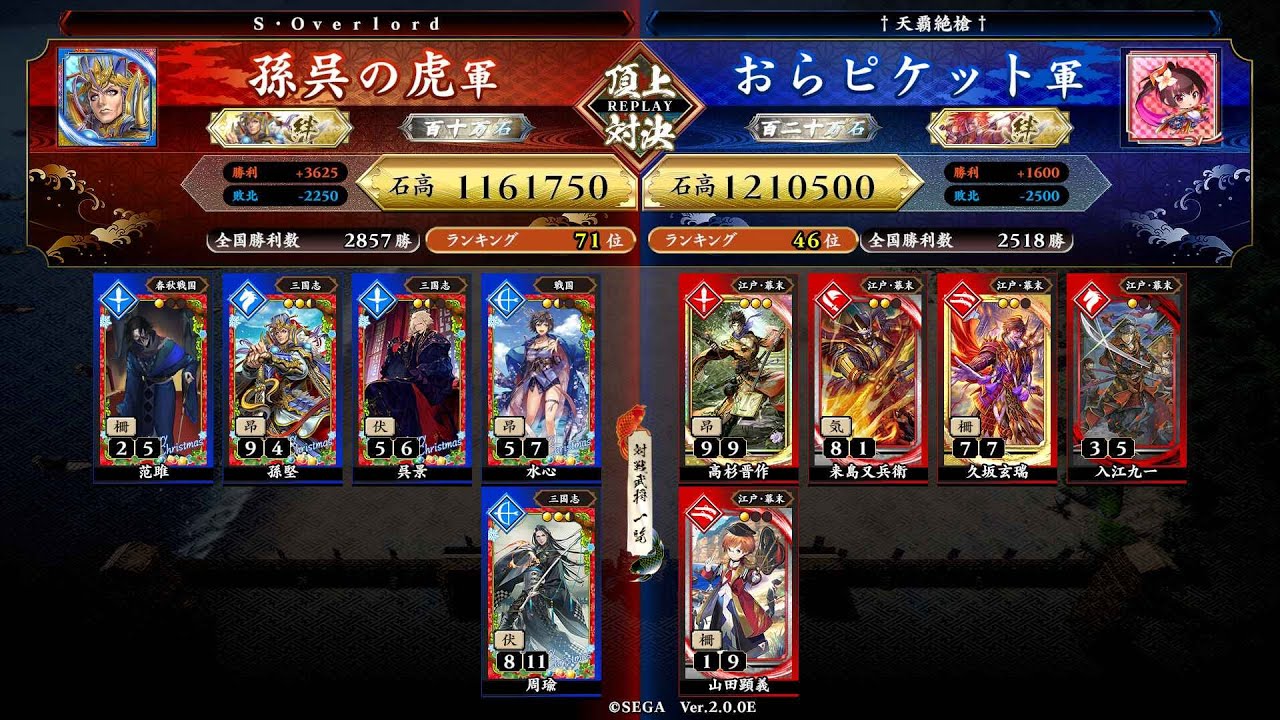 S・Overlord
†天覇絶槍†
孫呉の虎軍
頂上
REPLAY
対決
おらピケット軍
絆
百十万石
百二十万石
絆
勝利 +3625
敗北 -2250
石高 1161750
石高 1210500
勝利 +1600
敗北 -2500
全国勝利数 2857勝
ランキング 71位
ランキング 46位
全国勝利数 2518勝
春秋戦国
三国志
三国志
戦国
江戸・幕末
江戸・幕末
江戸・幕末
江戸・幕末
柵
昴
伏
昴
昴
気
柵
Christmas
Christmas
Christmas
2 5
9 4
5 6
5 7
9 9
8 1
7 7
3 5
范雎
孫堅
呉景
水心
高杉晋作
来島又兵衛
久坂玄瑞
入江九一
対戦武将一覧
三国志
江戸・幕末
伏
柵
8 11
1 9
周瑜
山田顕義
©SEGA Ver.2.0.0E